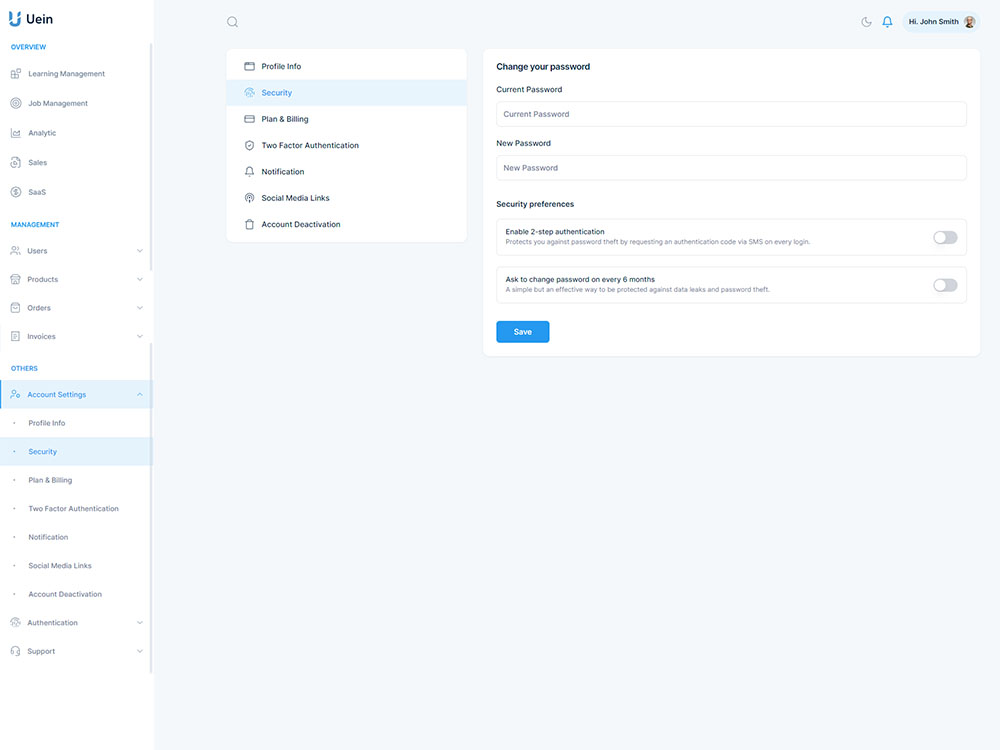 Uein
OVERVIEW
Learning Management
Job Management
Analytic
Sales
SaaS
MANAGEMENT
Users
Products
Orders
Invoices
OTHERS
Account Settings
Profile Info
Security
Plan & Billing
Two Factor Authentication
Notification
Social Media Links
Account Deactivation
Authentication
Support
Hi. John Smith
Profile Info
Security
Plan & Billing
Two Factor Authentication
Notification
Social Media Links
Account Deactivation
Change your password
Current Password
Current Password
New Password
New Password
Security preferences
Enable 2-step authentication
Protects you against password theft by requesting an authentication code via SMS on every login.
Ask to change password on every 6 months
A simple but an effective way to be protected against data leaks and password theft.
Save